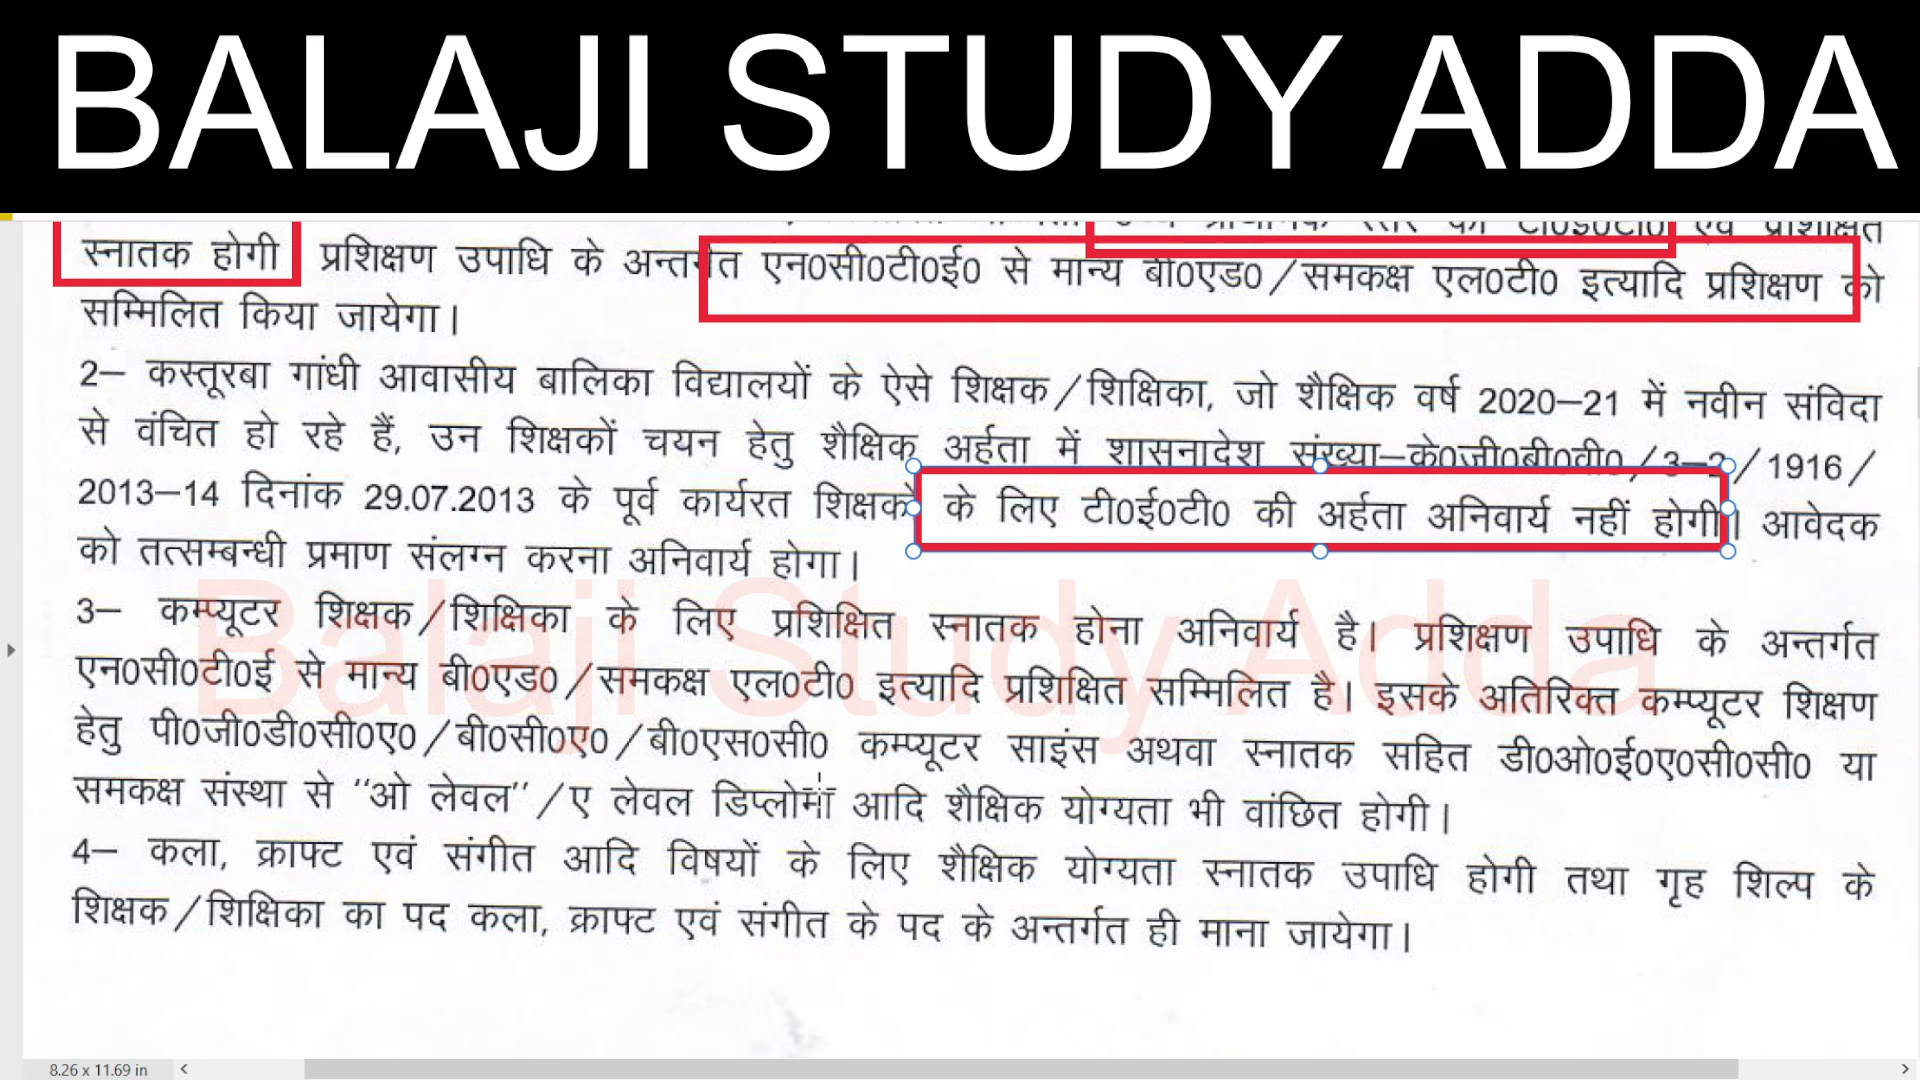 BALAJI STUDY ADDA
उच्च प्राथमिक स्तर की टी0ई0टी0 एवं प्रशिक्षित
स्नातक होगी प्रशिक्षण उपाधि के अन्तर्गत एन0सी0टी0ई0 से मान्य बी0एड0/समकक्ष एल0टी0 इत्यादि प्रशिक्षण को
सम्मिलित किया जायेगा।
2– कस्तूरबा गांधी आवासीय बालिका विद्यालयों के ऐसे शिक्षक/शिक्षिका, जो शैक्षिक वर्ष 2020–21 में नवीन संविदा
से वंचित हो रहे हैं, उन शिक्षकों चयन हेतु शैक्षिक अर्हता में शासनादेश संख्या–के0जी0बी0वी0/3–2/1916/
2013–14 दिनांक 29.07.2013 के पूर्व कार्यरत शिक्षकों के लिए टी0ई0टी0 की अर्हता अनिवार्य नहीं होगी। आवेदक
को तत्सम्बन्धी प्रमाण संलग्न करना अनिवार्य होगा।
Balaji Study Adda
3– कम्प्यूटर शिक्षक/शिक्षिका के लिए प्रशिक्षित स्नातक होना अनिवार्य है। प्रशिक्षण उपाधि के अन्तर्गत
एन0सी0टी0ई से मान्य बी0एड0/समकक्ष एल0टी0 इत्यादि प्रशिक्षित सम्मिलित है। इसके अतिरिक्त कम्प्यूटर शिक्षण
हेतु पी0जी0डी0सी0ए0/बी0सी0ए0/बी0एस0सी0 कम्प्यूटर साइंस अथवा स्नातक सहित डी0ओ0ई0ए0सी0सी0 या
समकक्ष संस्था से ‘‘ओ लेवल’’/ए लेवल डिप्लोमा आदि शैक्षिक योग्यता भी वांछित होगी।
4– कला, क्राफ्ट एवं संगीत आदि विषयों के लिए शैक्षिक योग्यता स्नातक उपाधि होगी तथा गृह शिल्प के
शिक्षक/शिक्षिका का पद कला, क्राफ्ट एवं संगीत के पद के अन्तर्गत ही माना जायेगा।
8.26 x 11.69 in